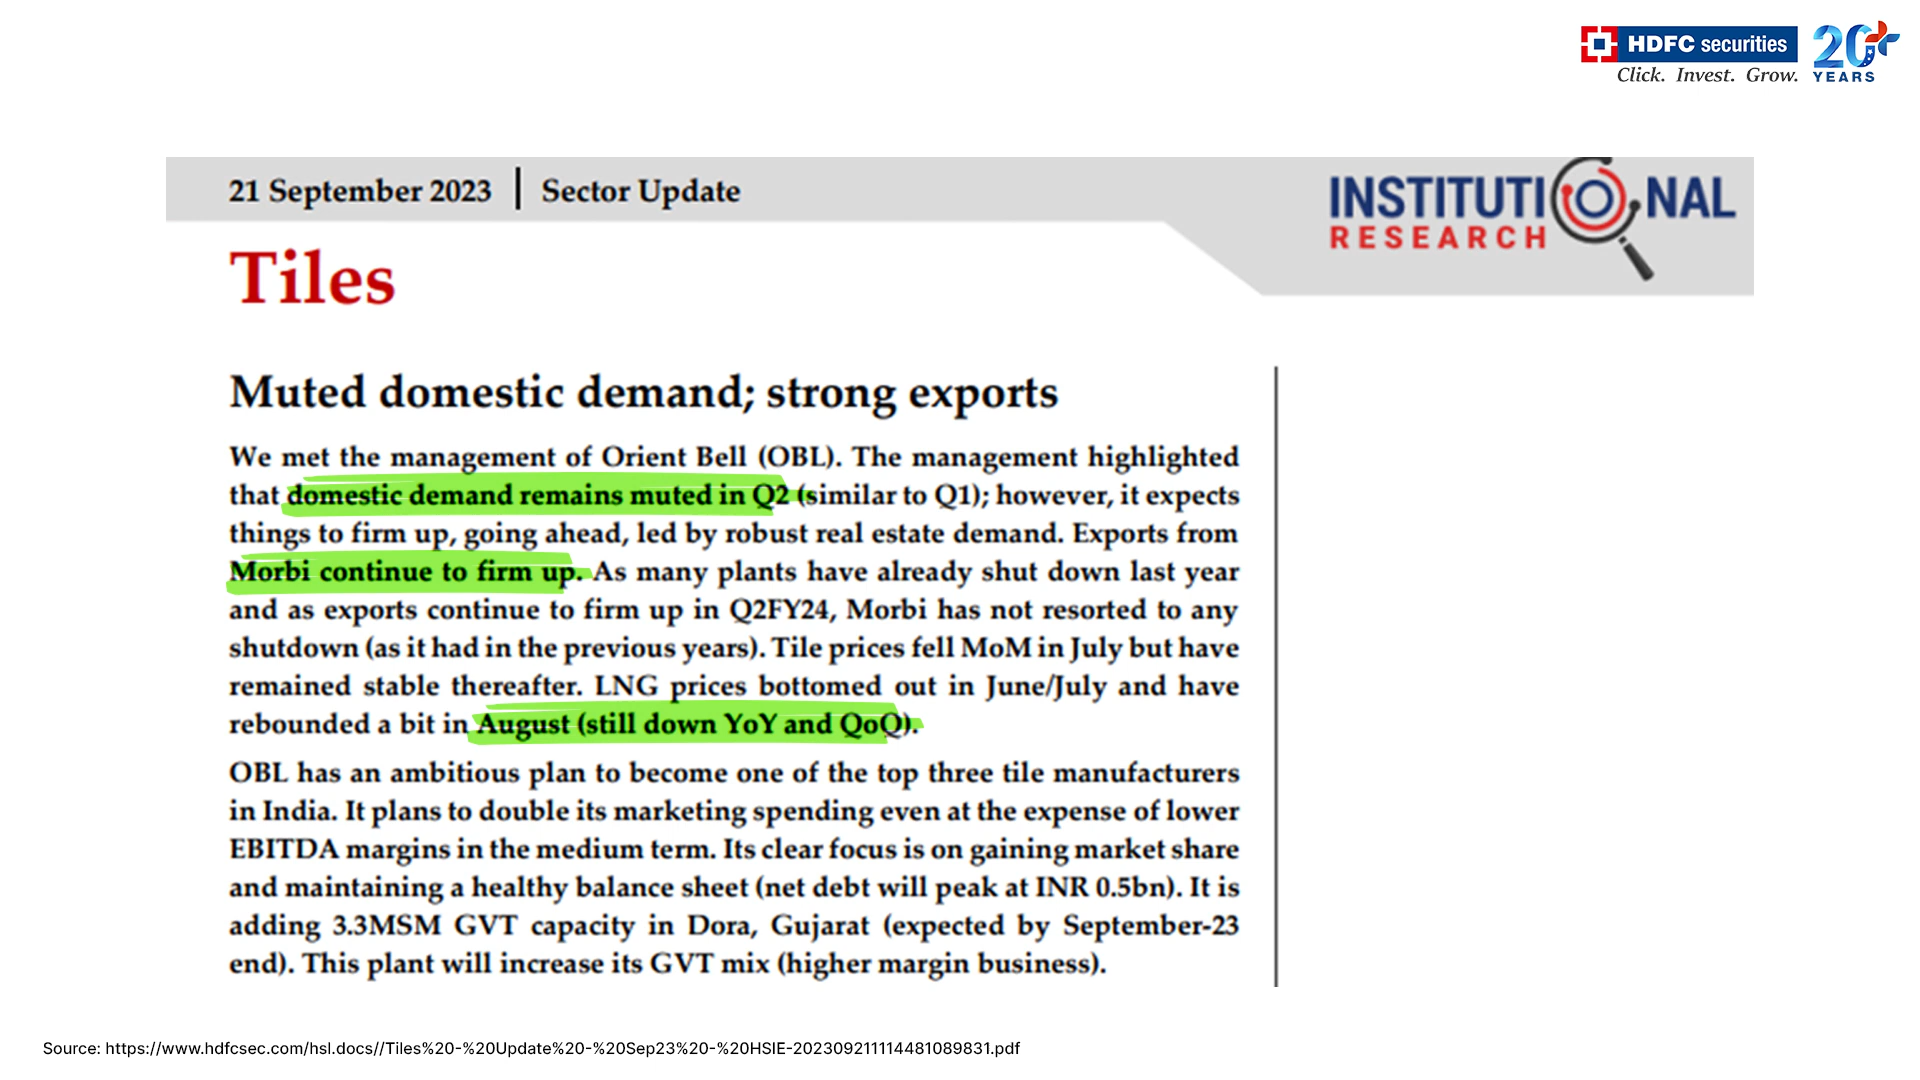 HDFC securities
Click. Invest. Grow.
20
YEARS
21 September 2023 | Sector Update
INSTITUTIONAL
RESEARCH
Tiles
Muted domestic demand; strong exports
We met the management of Orient Bell (OBL). The management highlighted
that domestic demand remains muted in Q2 (similar to Q1); however, it expects
things to firm up, going ahead, led by robust real estate demand. Exports from
Morbi continue to firm up. As many plants have already shut down last year
and as exports continue to firm up in Q2FY24, Morbi has not resorted to any
shutdown (as it had in the previous years). Tile prices fell MoM in July but have
remained stable thereafter. LNG prices bottomed out in June/July and have
rebounded a bit in August (still down YoY and QoQ).
OBL has an ambitious plan to become one of the top three tile manufacturers
in India. It plans to double its marketing spending even at the expense of lower
EBITDA margins in the medium term. Its clear focus is on gaining market share
and maintaining a healthy balance sheet (net debt will peak at INR 0.5bn). It is
adding 3.3MSM GVT capacity in Dora, Gujarat (expected by September-23
end). This plant will increase its GVT mix (higher margin business).
Source: https://www.hdfcsec.com/hsl.docs//Tiles%20-%20Update%20-%20Sep23%20-%20HSIE-202309211114481089831.pdf